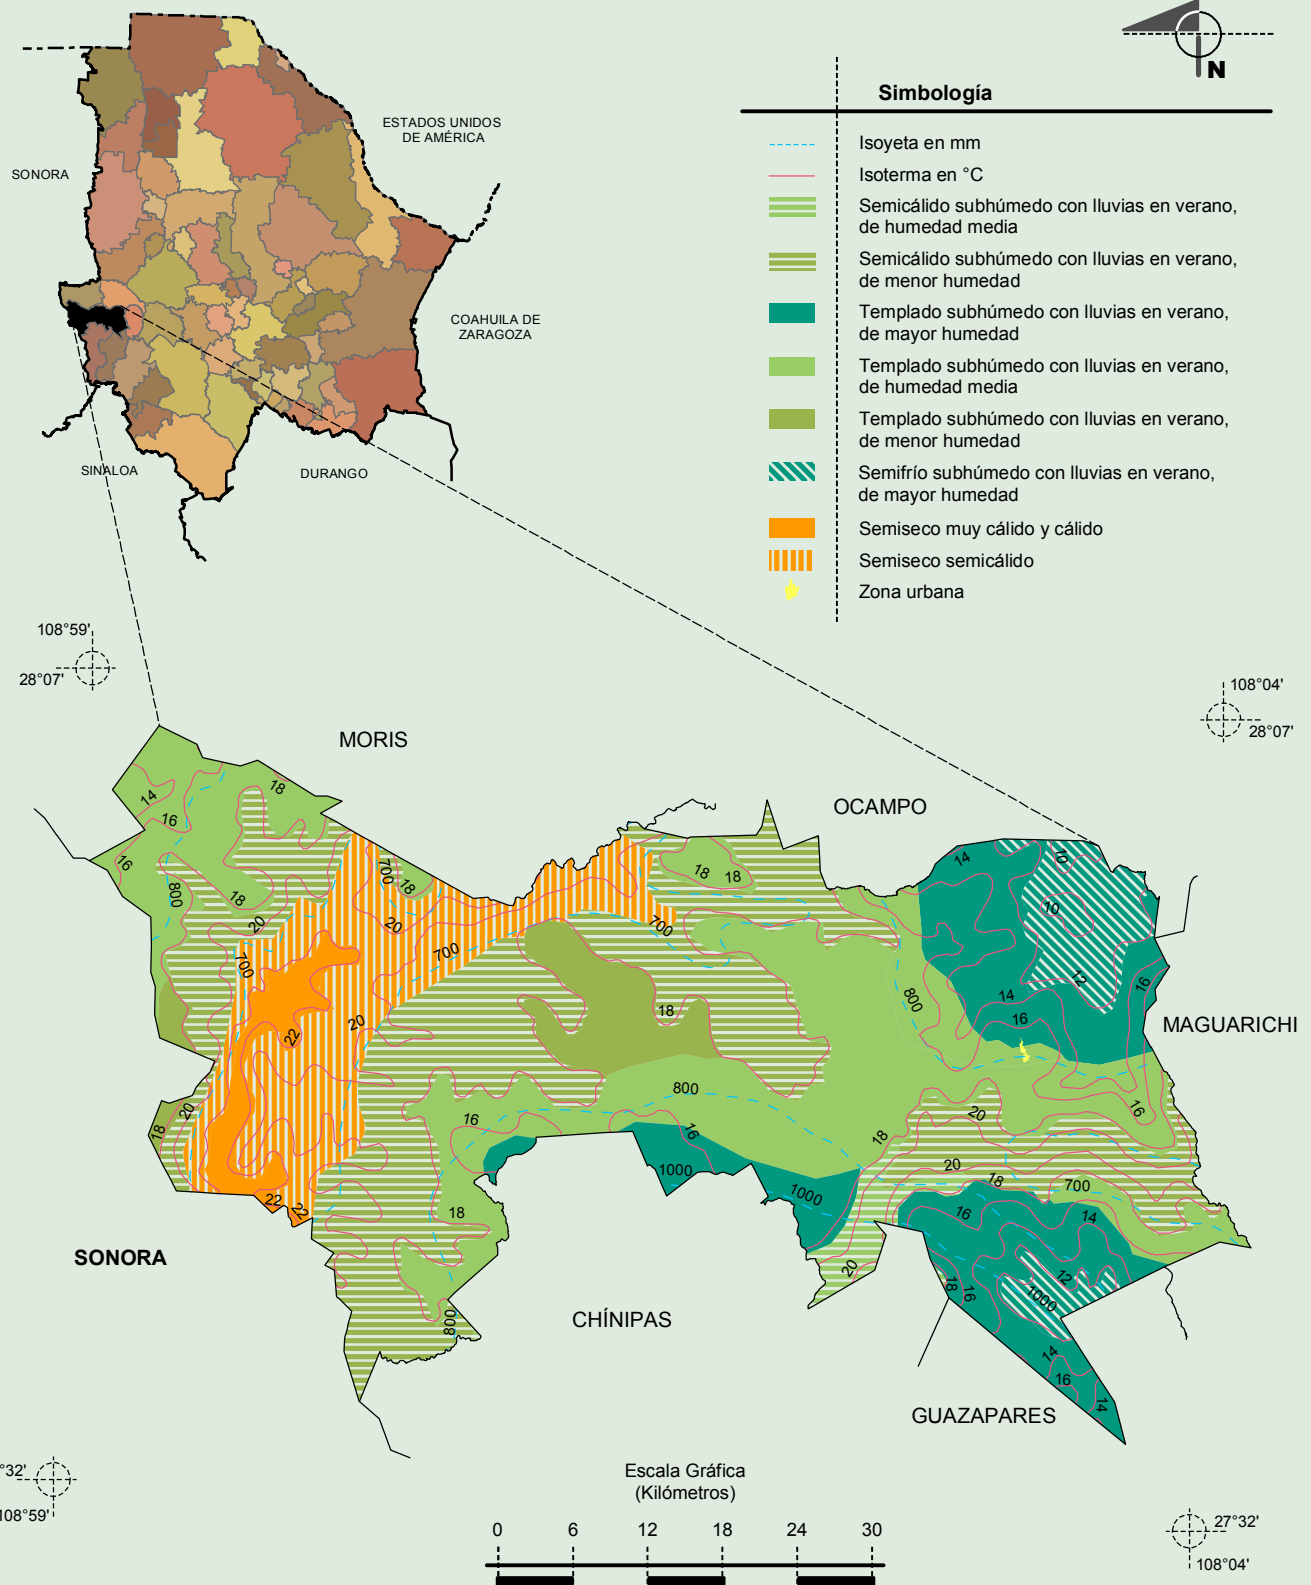 N
ESTADOS UNIDOS
DE AMÉRICA
SONORA
COAHUILA DE
ZARAGOZA
SINALOA
DURANGO
Simbología
Isoyeta en mm
Isoterma en °C
Semicálido subhúmedo con lluvias en verano,
de humedad media
Semicálido subhúmedo con lluvias en verano,
de menor humedad
Templado subhúmedo con lluvias en verano,
de mayor humedad
Templado subhúmedo con lluvias en verano,
de humedad media
Templado subhúmedo con lluvias en verano,
de menor humedad
Semifrío subhúmedo con lluvias en verano,
de mayor humedad
Semiseco muy cálido y cálido
Semiseco semicálido
Zona urbana
108°59'
28°07'
108°04'
28°07'
MORIS
OCAMPO
MAGUARICHI
SONORA
CHÍNIPAS
GUAZAPARES
14
16
18
16
800
18
20
700
18
20
700
700
22
20
18
20
22
22
18
18
700
18
14
10
10
12
16
800
14
16
16
800
16
16
1000
1000
18
20
20
18
700
16
14
12
1000
18
16
14
16
14
20
18
800
°32'
108°59'
Escala Gráfica
(Kilómetros)
0 6 12 18 24 30
27°32'
108°04'